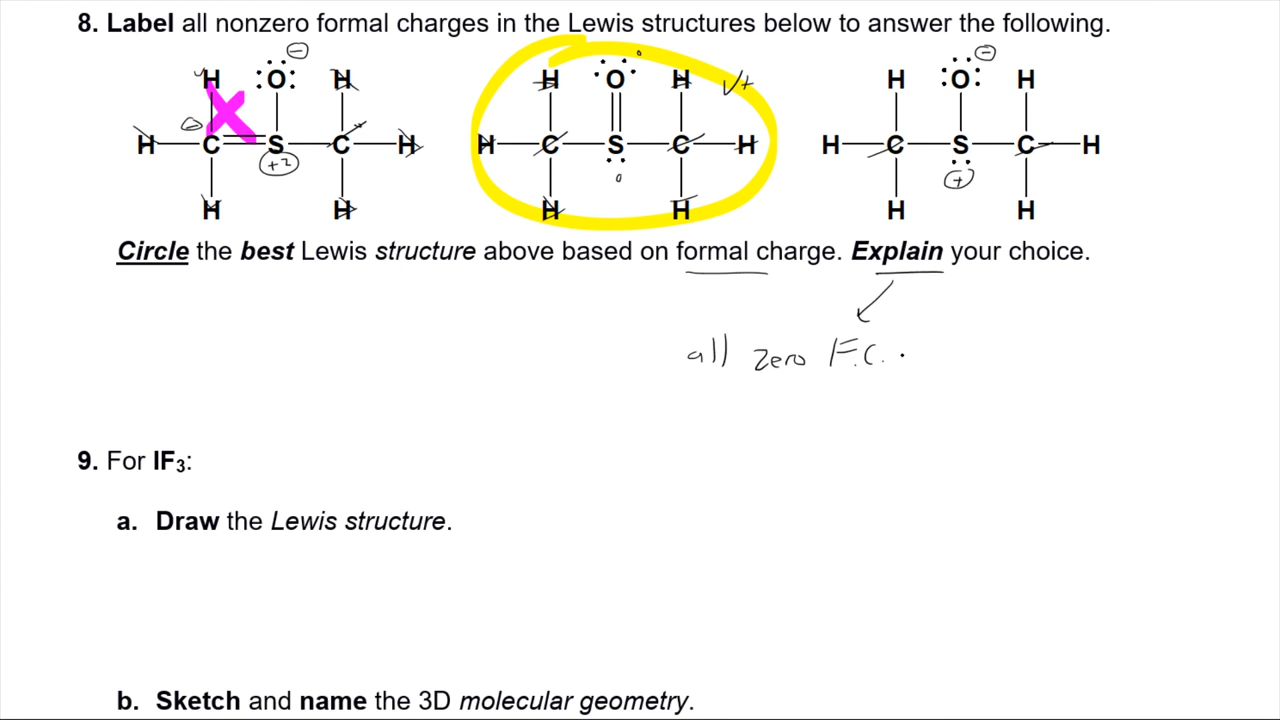 8. Label all nonzero formal charges in the Lewis structures below to answer the following.
H :O: ⊖ H H O o H √+ H :O: ⊖ H
⊖
H C S C H H C S C H H C S C H
+2 o +
H H H H H H
Circle the best Lewis structure above based on formal charge. Explain your choice.
all zero F.C.
9. For IF₃:
a. Draw the Lewis structure.
b. Sketch and name the 3D molecular geometry.